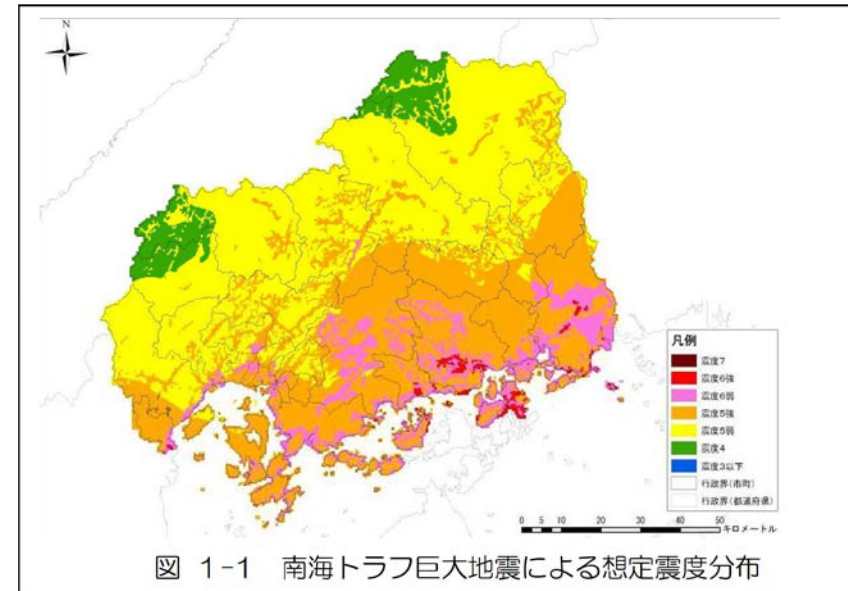 N
凡例
震度7
震度6強
震度6弱
震度5強
震度5弱
震度4
震度3以下
行政界(市町)
行政界(都道府県)
0 5 10 20 30 40 50
キロメートル
図 1-1 南海トラフ巨大地震による想定震度分布